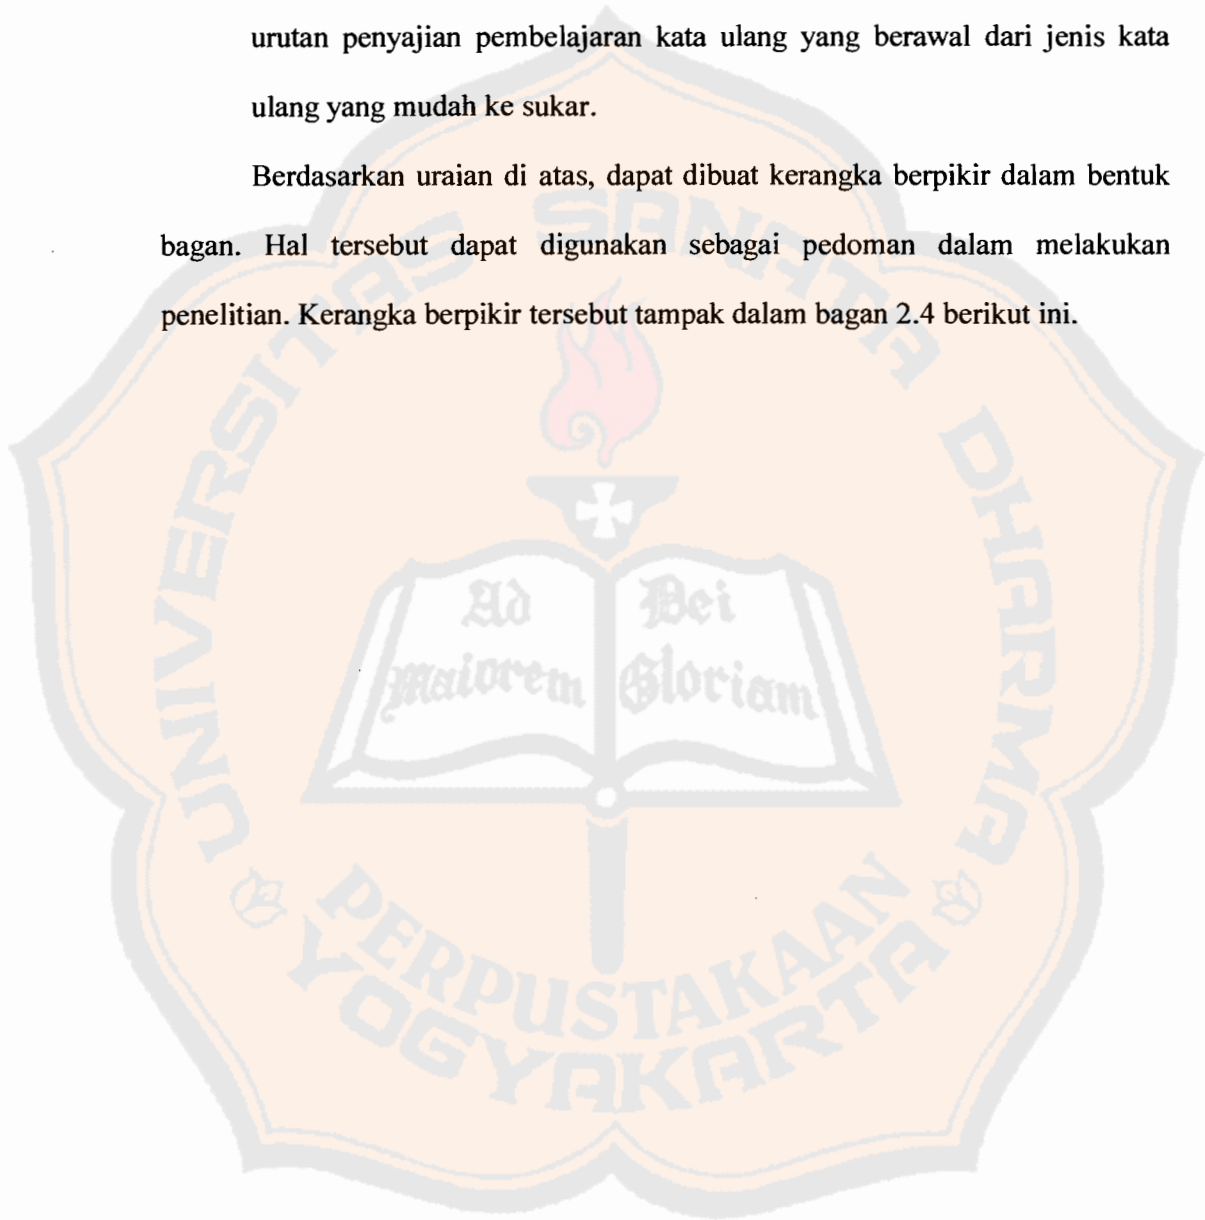 urutan penyajian pembelajaran kata ulang yang berawal dari jenis kata
ulang yang mudah ke sukar.
Berdasarkan uraian di atas, dapat dibuat kerangka berpikir dalam bentuk
bagan. Hal tersebut dapat digunakan sebagai pedoman dalam melakukan
penelitian. Kerangka berpikir tersebut tampak dalam bagan 2.4 berikut ini.
UNIVERSITAS SANATA DHARMA
Ad
maiorem
Dei
Gloriam
PERPUSTAKAAN
YOGYAKARTA